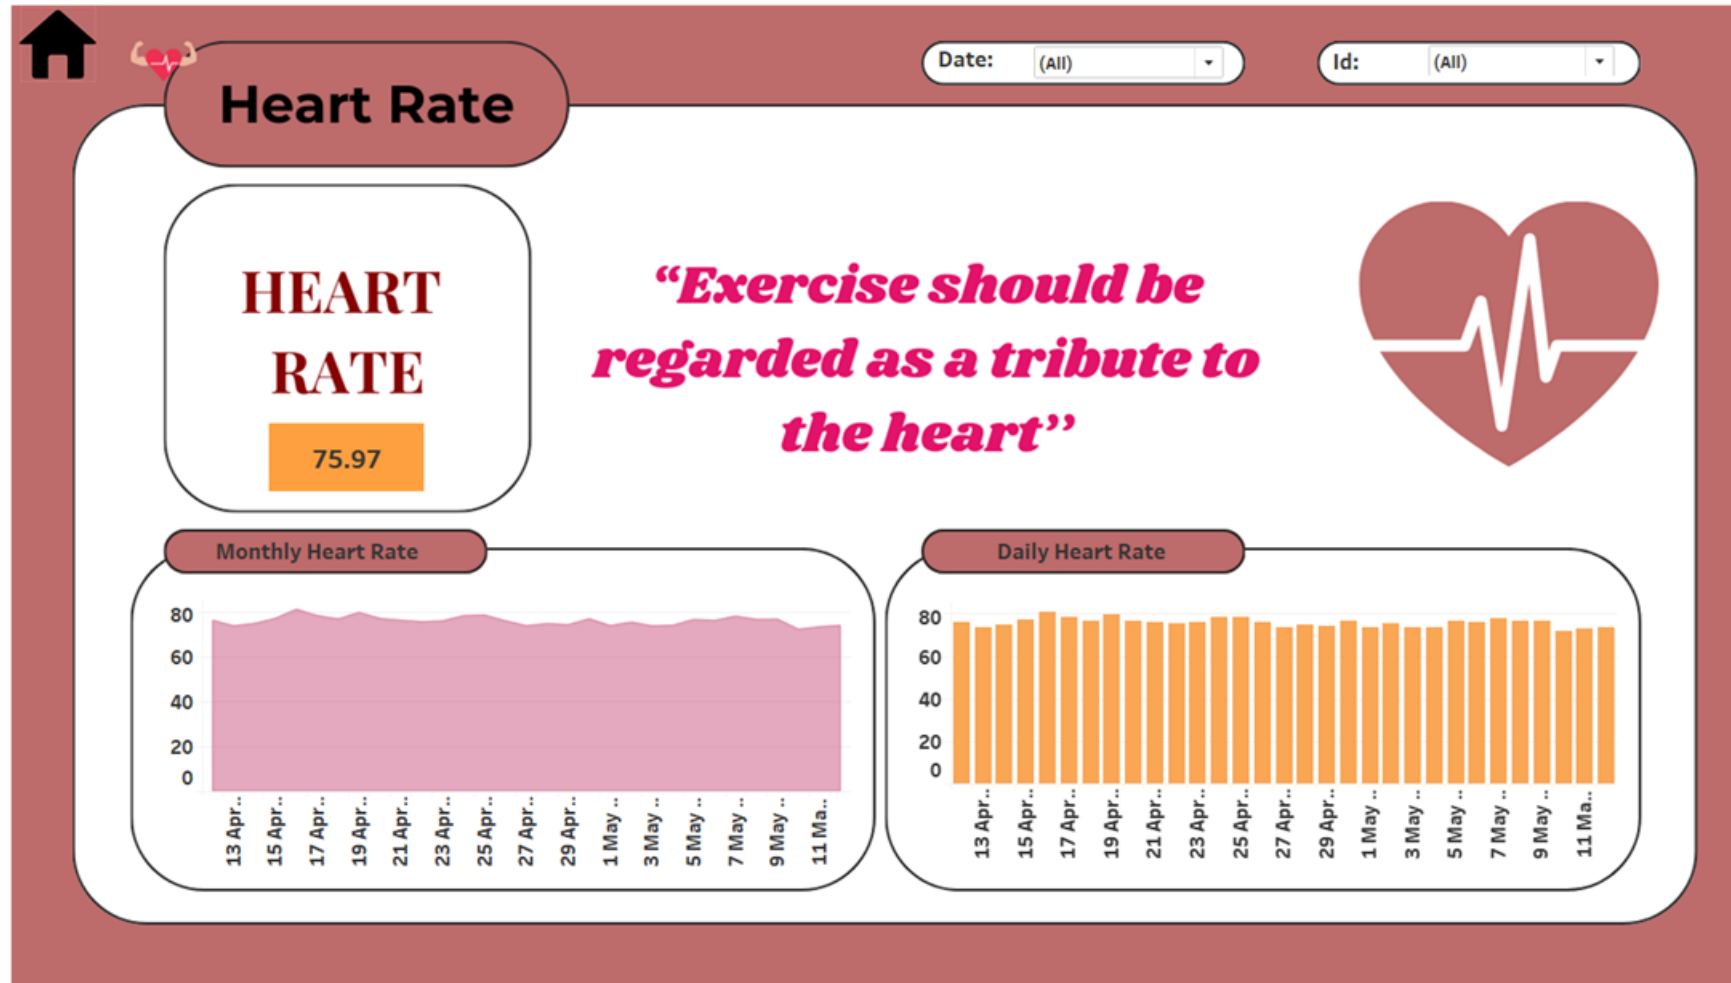 Heart Rate
Date:
(All)
Id:
(All)
HEART
RATE
75.97
“Exercise should be
regarded as a tribute to
the heart’’
Monthly Heart Rate
80
60
40
20
0
13 Apr..
15 Apr..
17 Apr..
19 Apr..
21 Apr..
23 Apr..
25 Apr..
27 Apr..
29 Apr..
1 May ..
3 May ..
5 May ..
7 May ..
9 May ..
11 Ma..
Daily Heart Rate
80
60
40
20
0
13 Apr..
15 Apr..
17 Apr..
19 Apr..
21 Apr..
23 Apr..
25 Apr..
27 Apr..
29 Apr..
1 May ..
3 May ..
5 May ..
7 May ..
9 May ..
11 Ma..